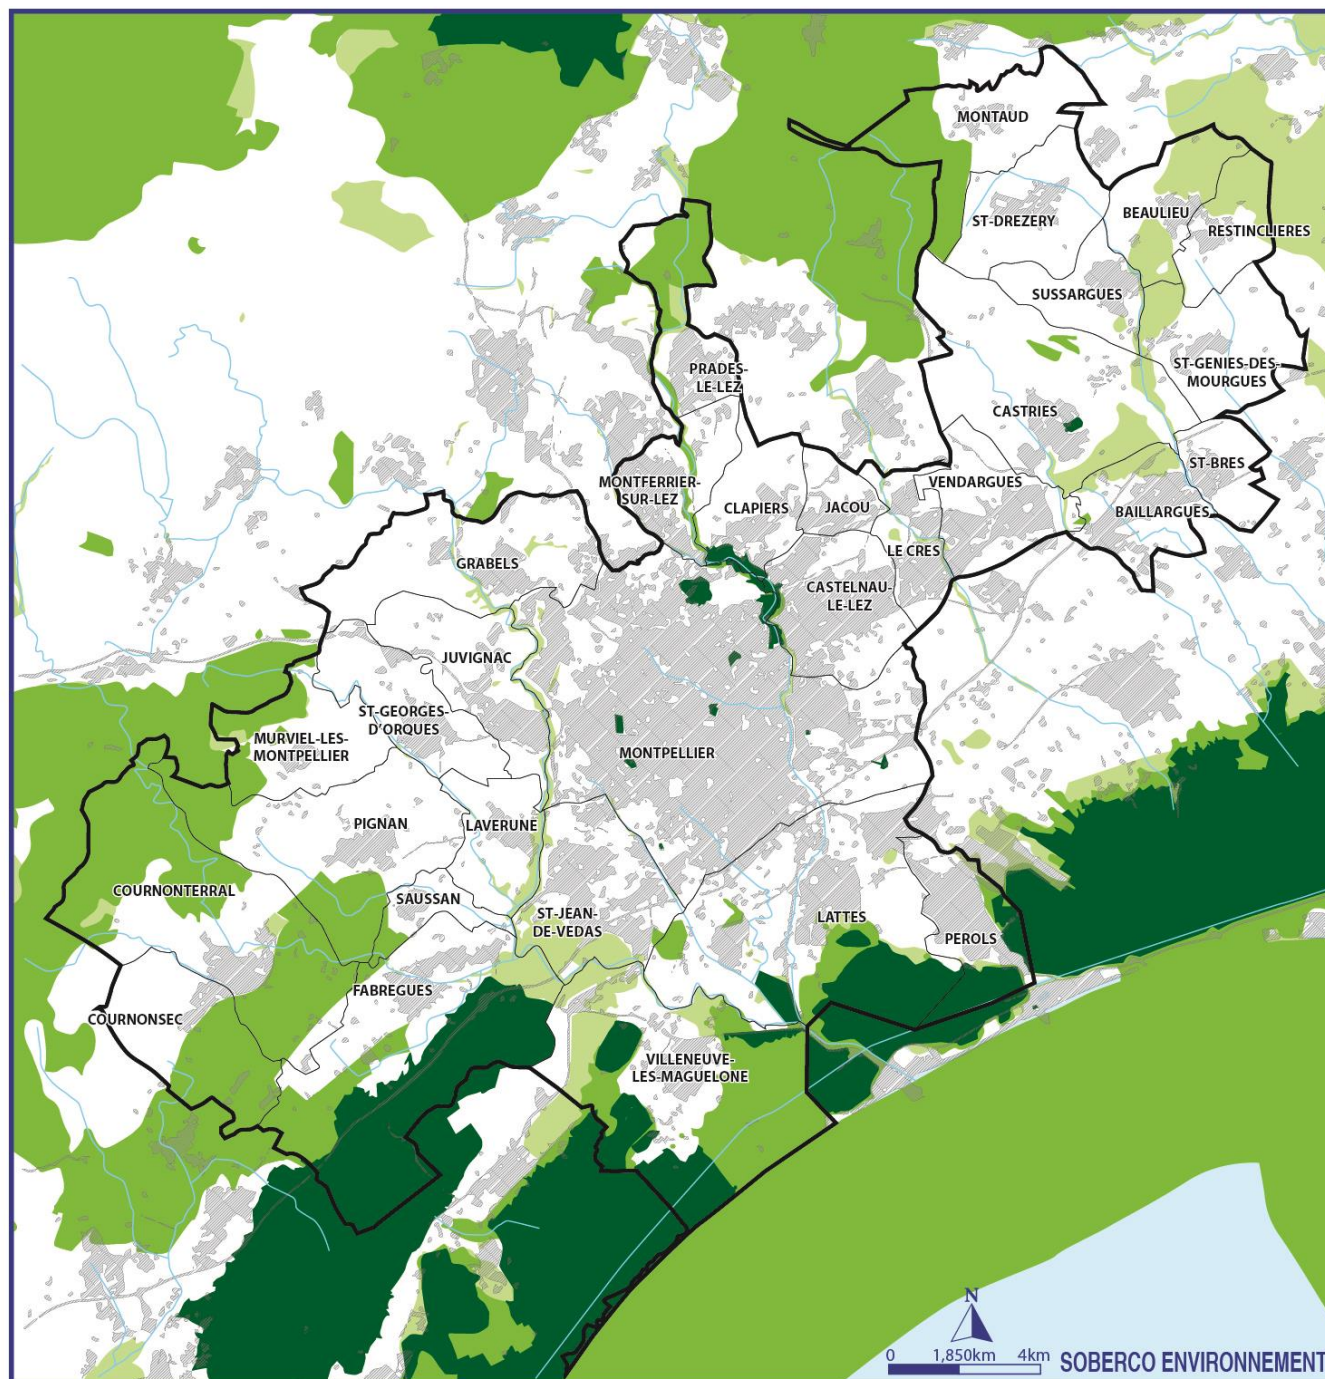 MONTAUD
ST-DREZERY
BEAULIEU
RESTINCLIERES
SUSSARGUES
PRADES-
LE-LEZ
ST-GENIES-DES-
MOURGUES
CASTRIES
ST-BRES
MONTFERRIER-
SUR-LEZ
VENDARGUES
CLAPIERS
JACOU
BAILLARGUES
LE CRES
GRABELS
CASTELNAU-
LE-LEZ
JUVIGNAC
ST-GEORGES-
D'ORQUES
MURVIEL-LES-
MONTPELLIER
MONTPELLIER
PIGNAN
LAVERUNE
COURNONTERRAL
SAUSSAN
ST-JEAN-
DE-VEDAS
LATTES
PEROLS
FABREGUES
COURNONSEC
VILLENEUVE-
LES-MAGUELONE
N
0 1,850km 4km
SOBERCO ENVIRONNEMENT